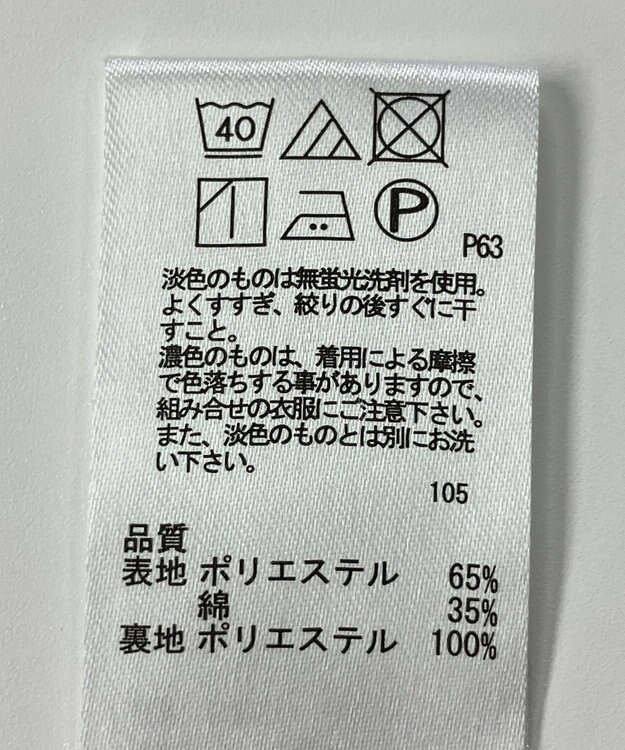 40
P
P63
淡色のものは無蛍光洗剤を使用。
よくすすぎ、絞りの後すぐに干
すこと。
濃色のものは、着用による摩擦
で色落ちする事がありますので、
組み合せの衣服にご注意下さい。
また、淡色のものとは別にお洗
い下さい。
105
品質
表地 ポリエステル 65%
綿 35%
裏地 ポリエステル 100%